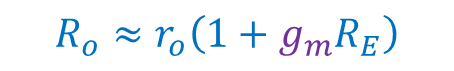 Rₒ ≈ rₒ(1 + gₘR_E)